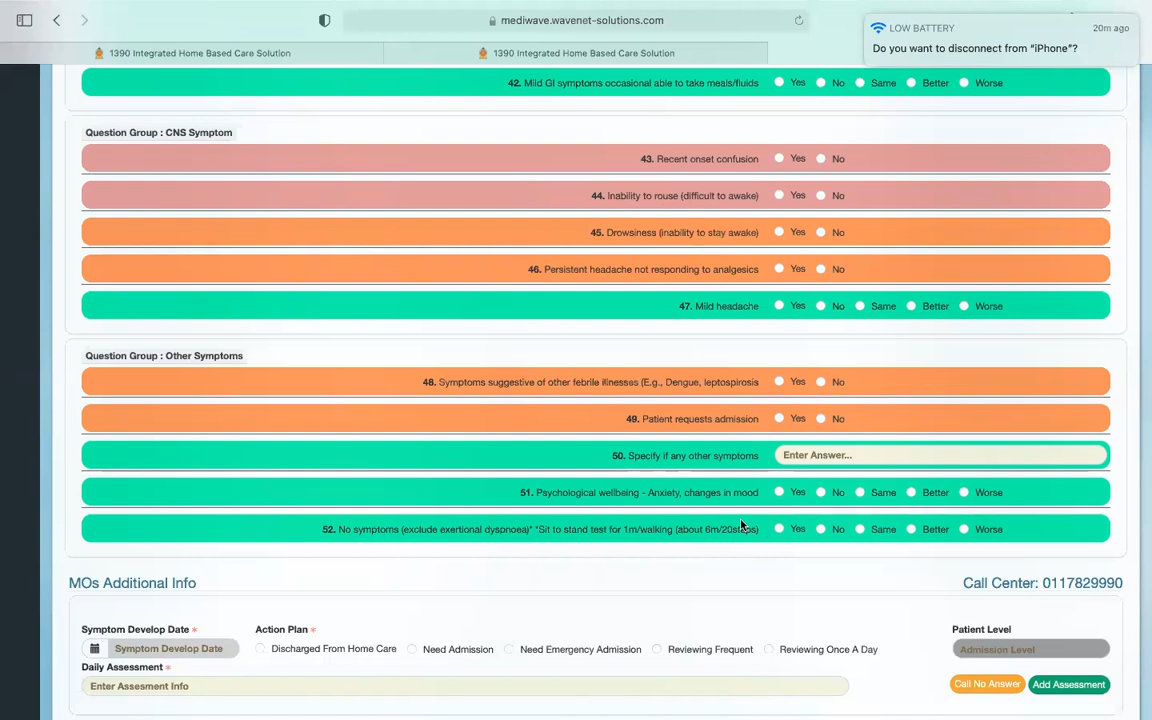 mediwave.wavenet-solutions.com
LOW BATTERY 20m ago
Do you want to disconnect from “iPhone”?
1390 Integrated Home Based Care Solution
1390 Integrated Home Based Care Solution
42. Mild GI symptoms occasional able to take meals/fluids Yes No Same Better Worse
Question Group : CNS Symptom
43. Recent onset confusion Yes No
44. Inability to rouse (difficult to awake) Yes No
45. Drowsiness (inability to stay awake) Yes No
46. Persistent headache not responding to analgesics Yes No
47. Mild headache Yes No Same Better Worse
Question Group : Other Symptoms
48. Symptoms suggestive of other febrile illnesses (E.g., Dengue, leptospirosis Yes No
49. Patient requests admission Yes No
50. Specify if any other symptoms Enter Answer...
51. Psychological wellbeing - Anxiety, changes in mood Yes No Same Better Worse
52. No symptoms (exclude exertional dyspnoea)" "Sit to stand test for 1m/walking (about 6m/20steps) Yes No Same Better Worse
MOs Additional Info Call Center: 0117829990
Symptom Develop Date * Action Plan * Patient Level
Symptom Develop Date Discharged From Home Care Need Admission Need Emergency Admission Reviewing Frequent Reviewing Once A Day Admission Level
Daily Assessment *
Enter Assesment Info Call No Answer Add Assessment